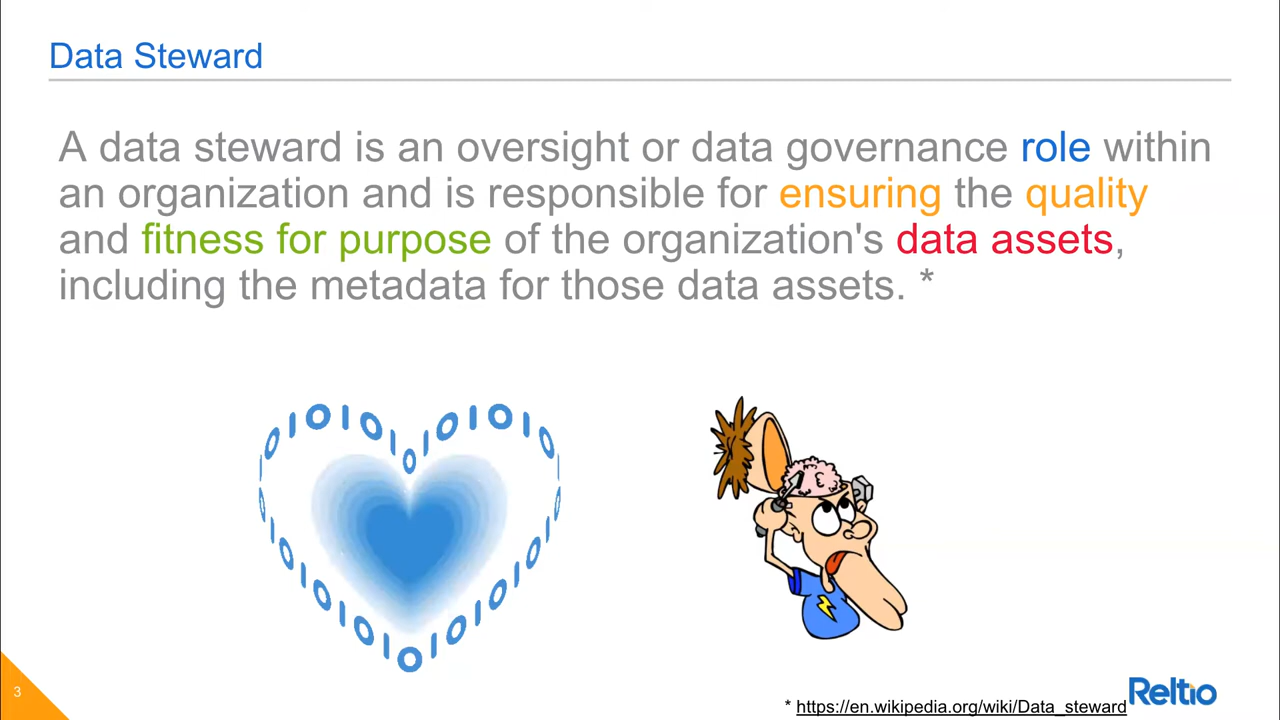 Data Steward
A data steward is an oversight or data governance role within
an organization and is responsible for ensuring the quality
and fitness for purpose of the organization's data assets,
including the metadata for those data assets. *
3
* https://en.wikipedia.org/wiki/Data_steward
Reltio